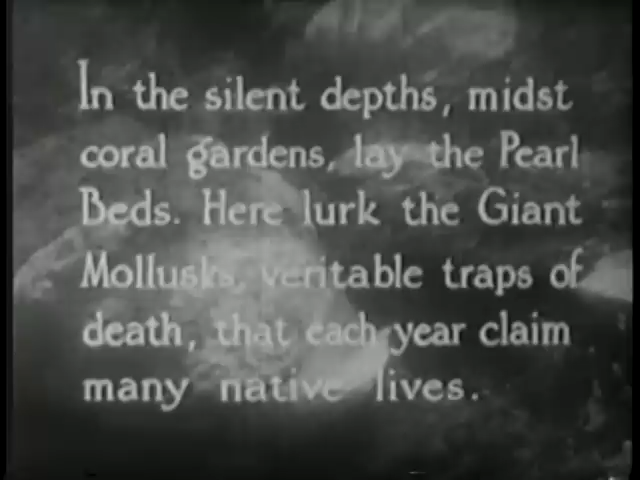 In the silent depths, midst
coral gardens, lay the Pearl
Beds. Here lurk the Giant
Mollusks, veritable traps of
death, that each year claim
many native lives.